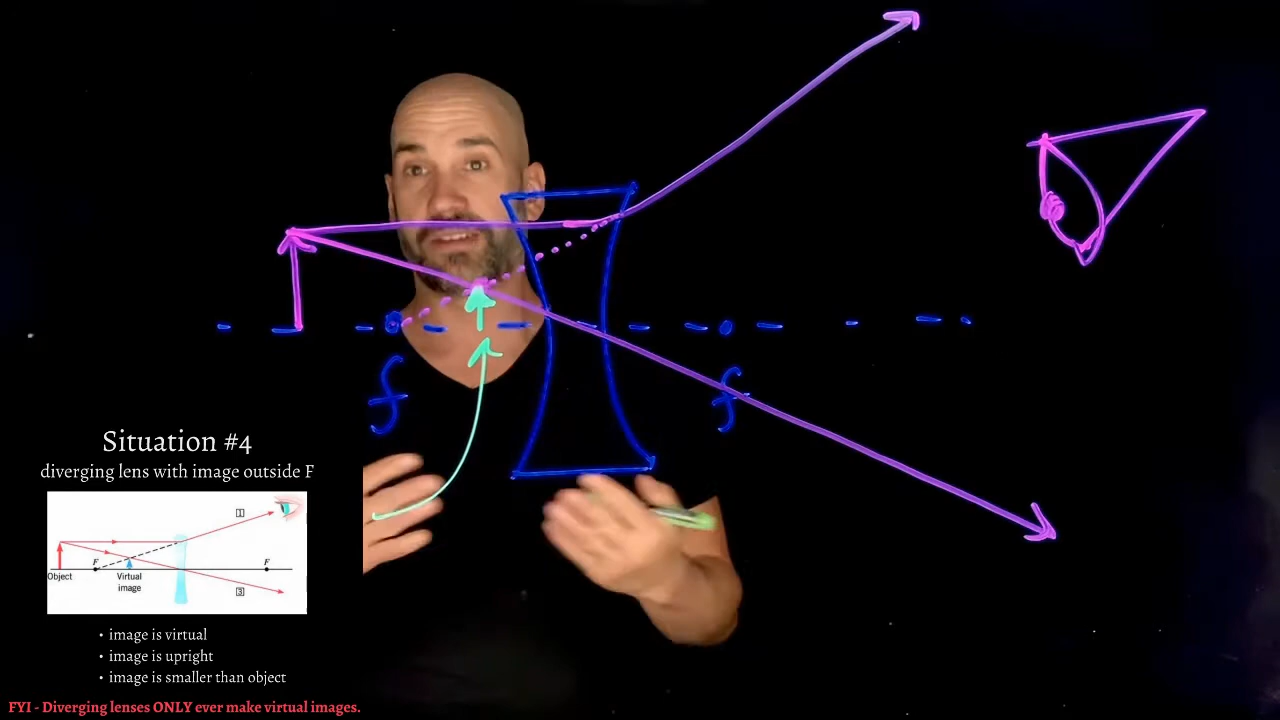 f
f
Situation #4
diverging lens with image outside F
1
F
F
Object
Virtual
image
3
• image is virtual
• image is upright
• image is smaller than object
FYI - Diverging lenses ONLY ever make virtual images.